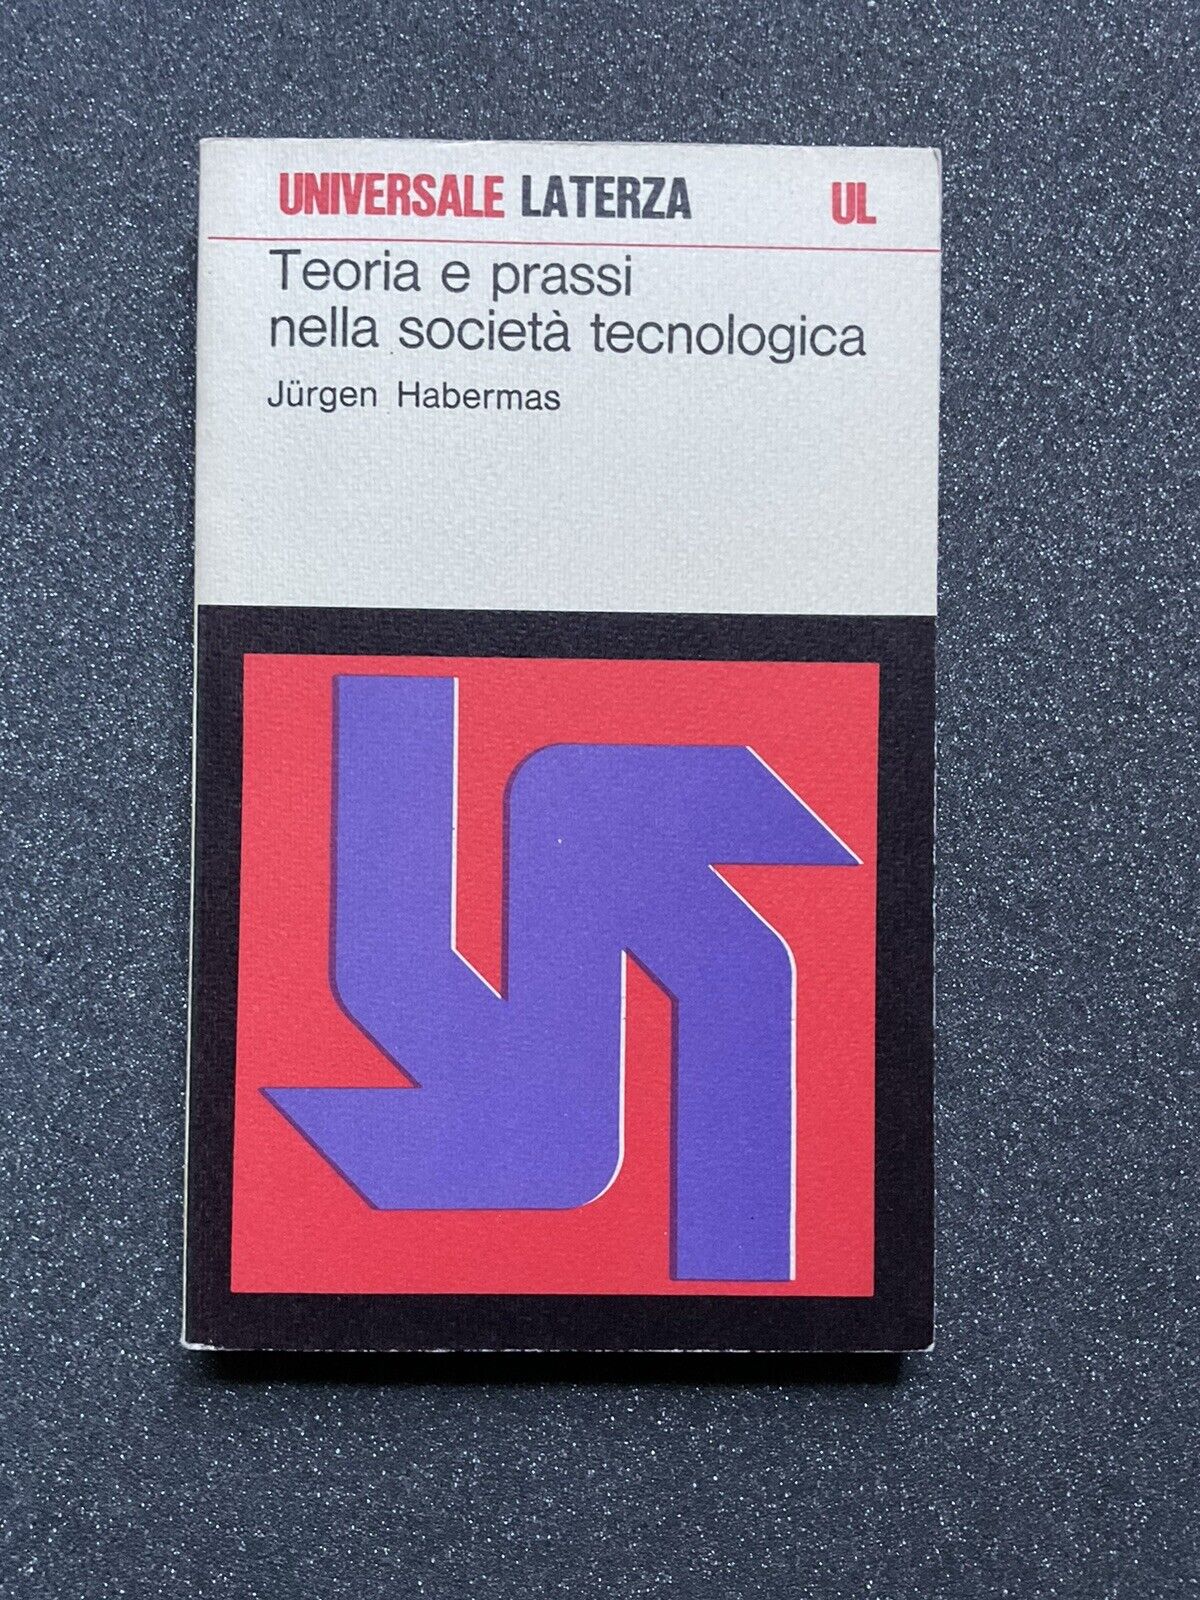 UNIVERSALE LATERZA UL
Teoria e prassi
nella società tecnologica
Jürgen Habermas